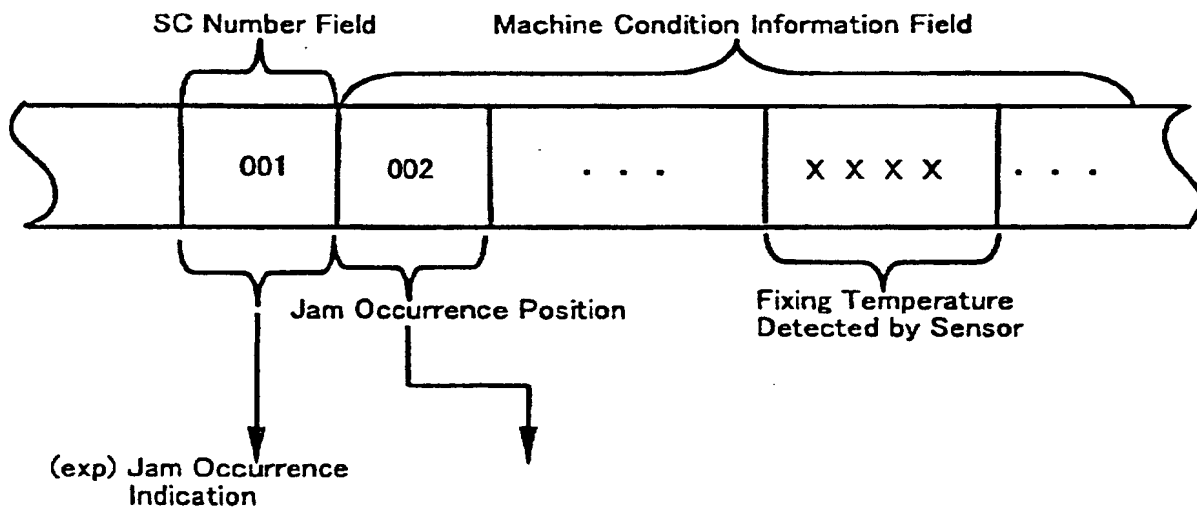 SC Number Field
Machine Condition Information Field
001
002
. . .
X X X X
. . .
Jam Occurrence Position
Fixing Temperature
Detected by Sensor
(exp) Jam Occurrence
Indication